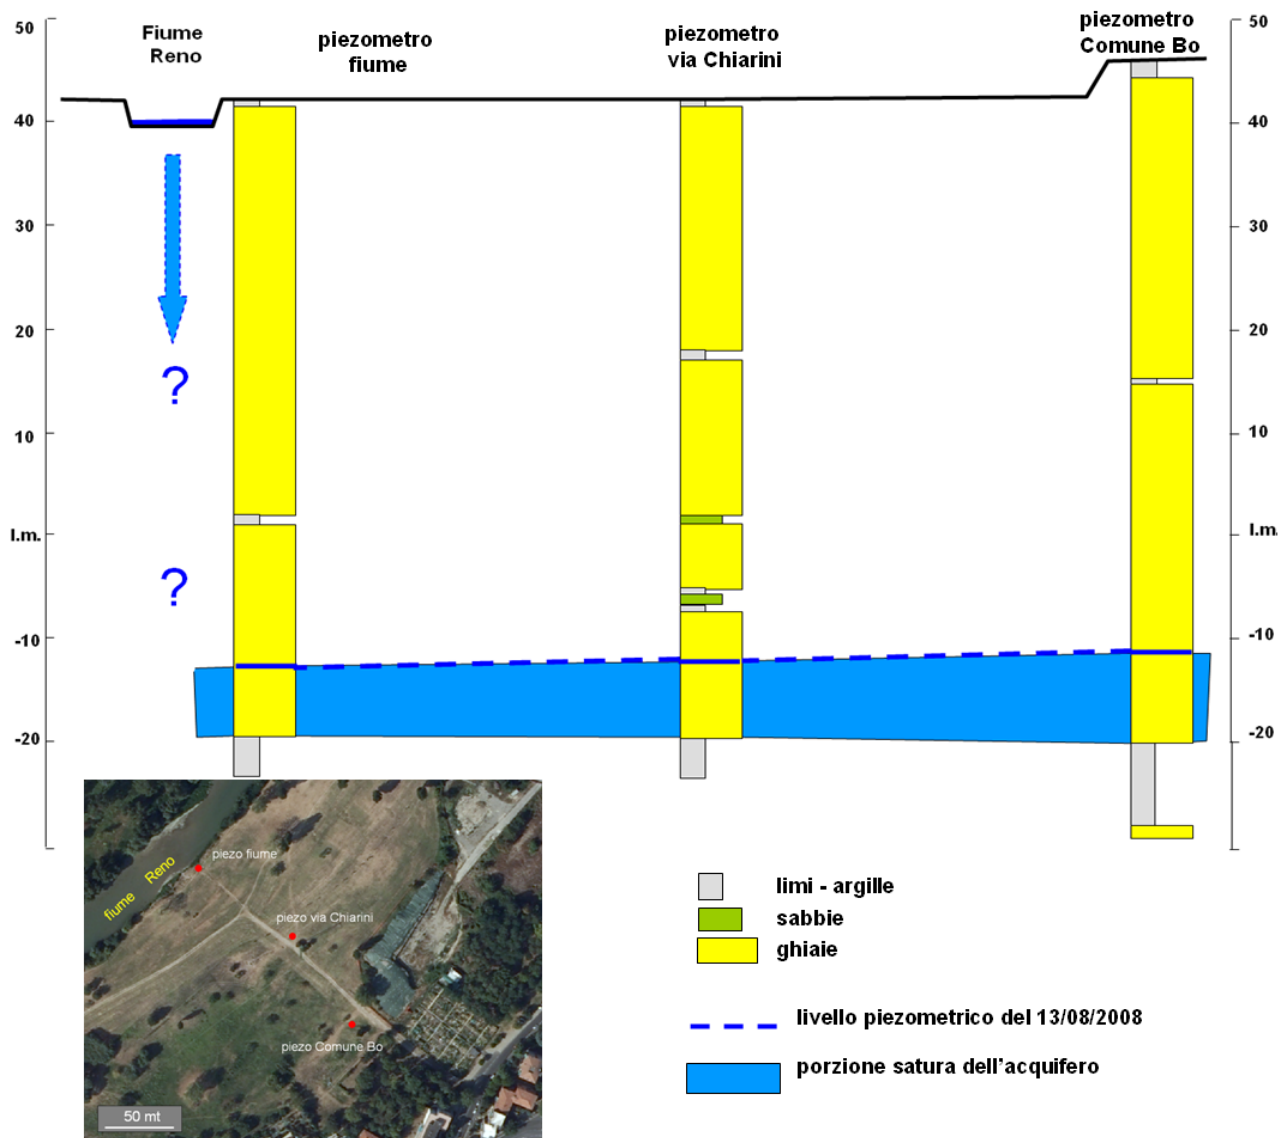 50
Fiume
Reno
piezometro
fiume
piezometro
via Chiarini
piezometro
Comune Bo
50
40
40
30
30
20
20
?
10
10
l.m.
l.m.
?
-10
-10
-20
-20
piezo fiume
fiume Reno
piezo via Chiarini
piezo Comune Bo
50 mt
limi - argille
sabbie
ghiaie
livello piezometrico del 13/08/2008
porzione satura dell'acquifero